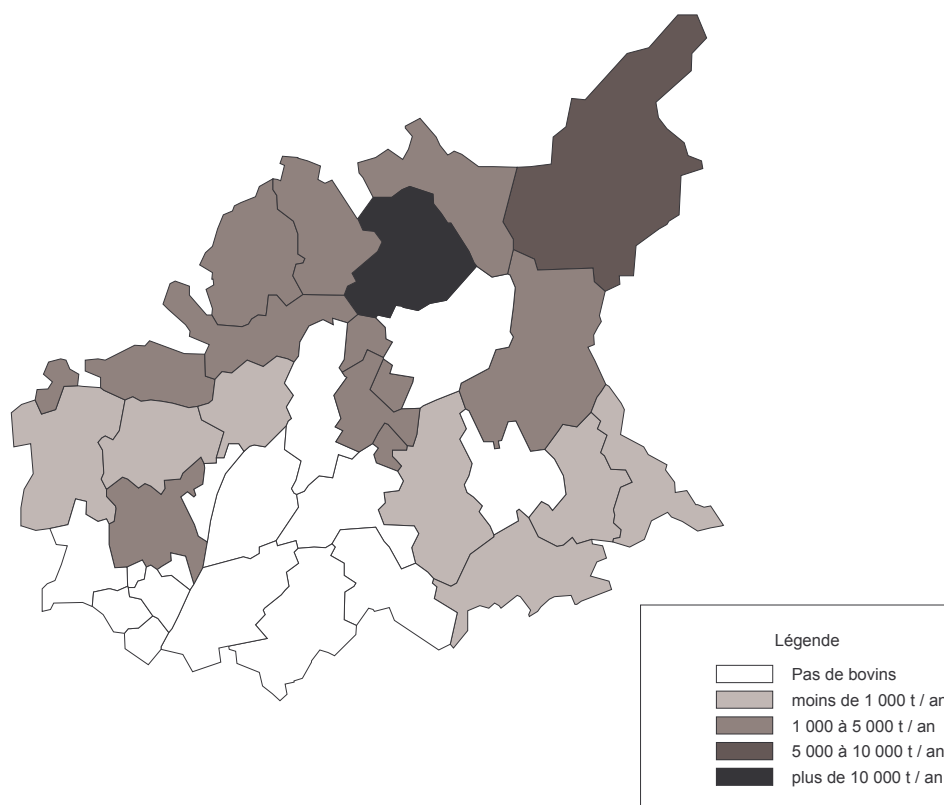 Légende
Pas de bovins
moins de 1 000 t / an
1 000 à 5 000 t / an
5 000 à 10 000 t / an
plus de 10 000 t / an